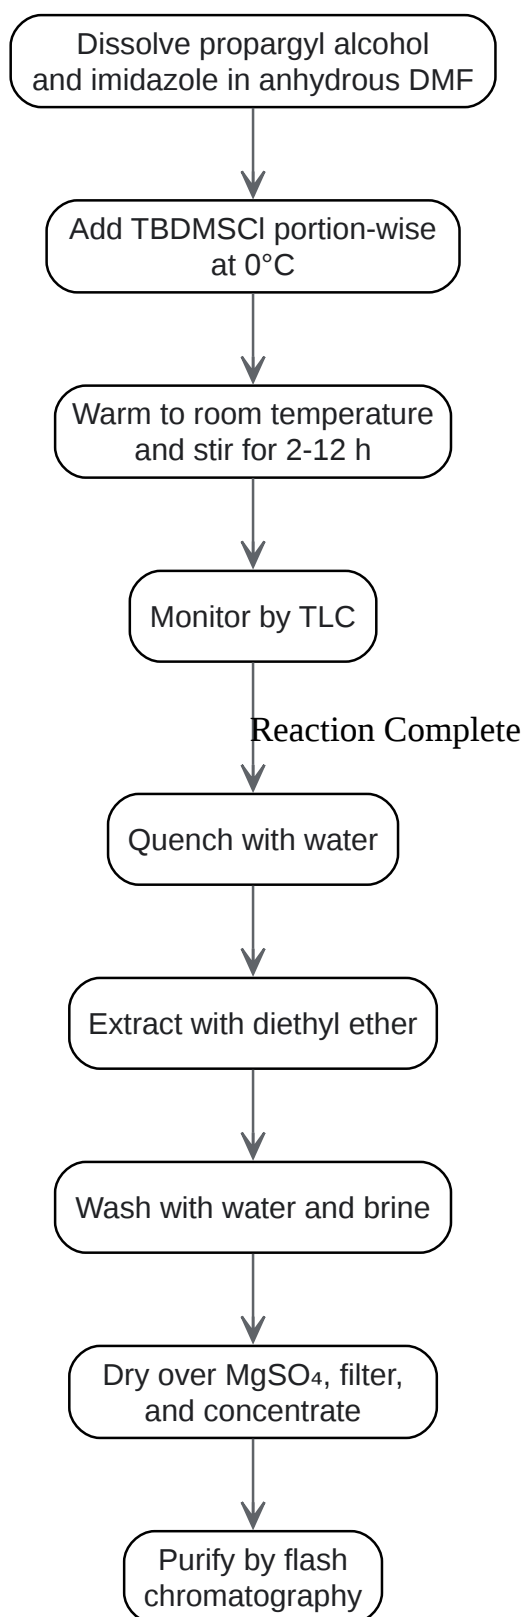 Dissolve propargyl alcohol
and imidazole in anhydrous DMF
Add TBDMSCl portion-wise
at 0°C
Warm to room temperature
and stir for 2-12 h
Monitor by TLC
Reaction Complete
Quench with water
Extract with diethyl ether
Wash with water and brine
Dry over MgSO₄, filter,
and concentrate
Purify by flash
chromatography